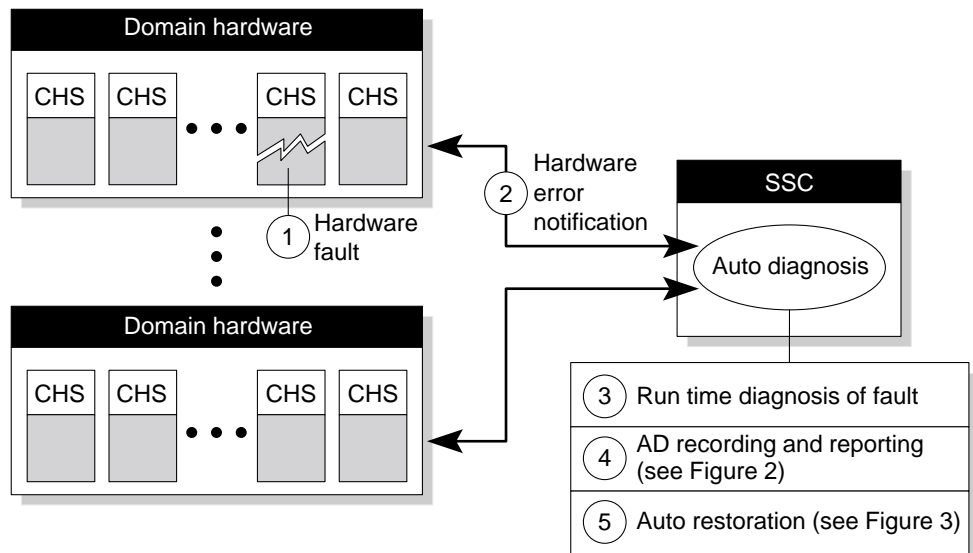 Domain hardware
CHS CHS CHS CHS
1 Hardware
fault
2 Hardware
error
notification
SSC
Auto diagnosis
Domain hardware
CHS CHS CHS CHS
3 Run time diagnosis of fault
4 AD recording and reporting
(see Figure 2)
5 Auto restoration (see Figure 3)